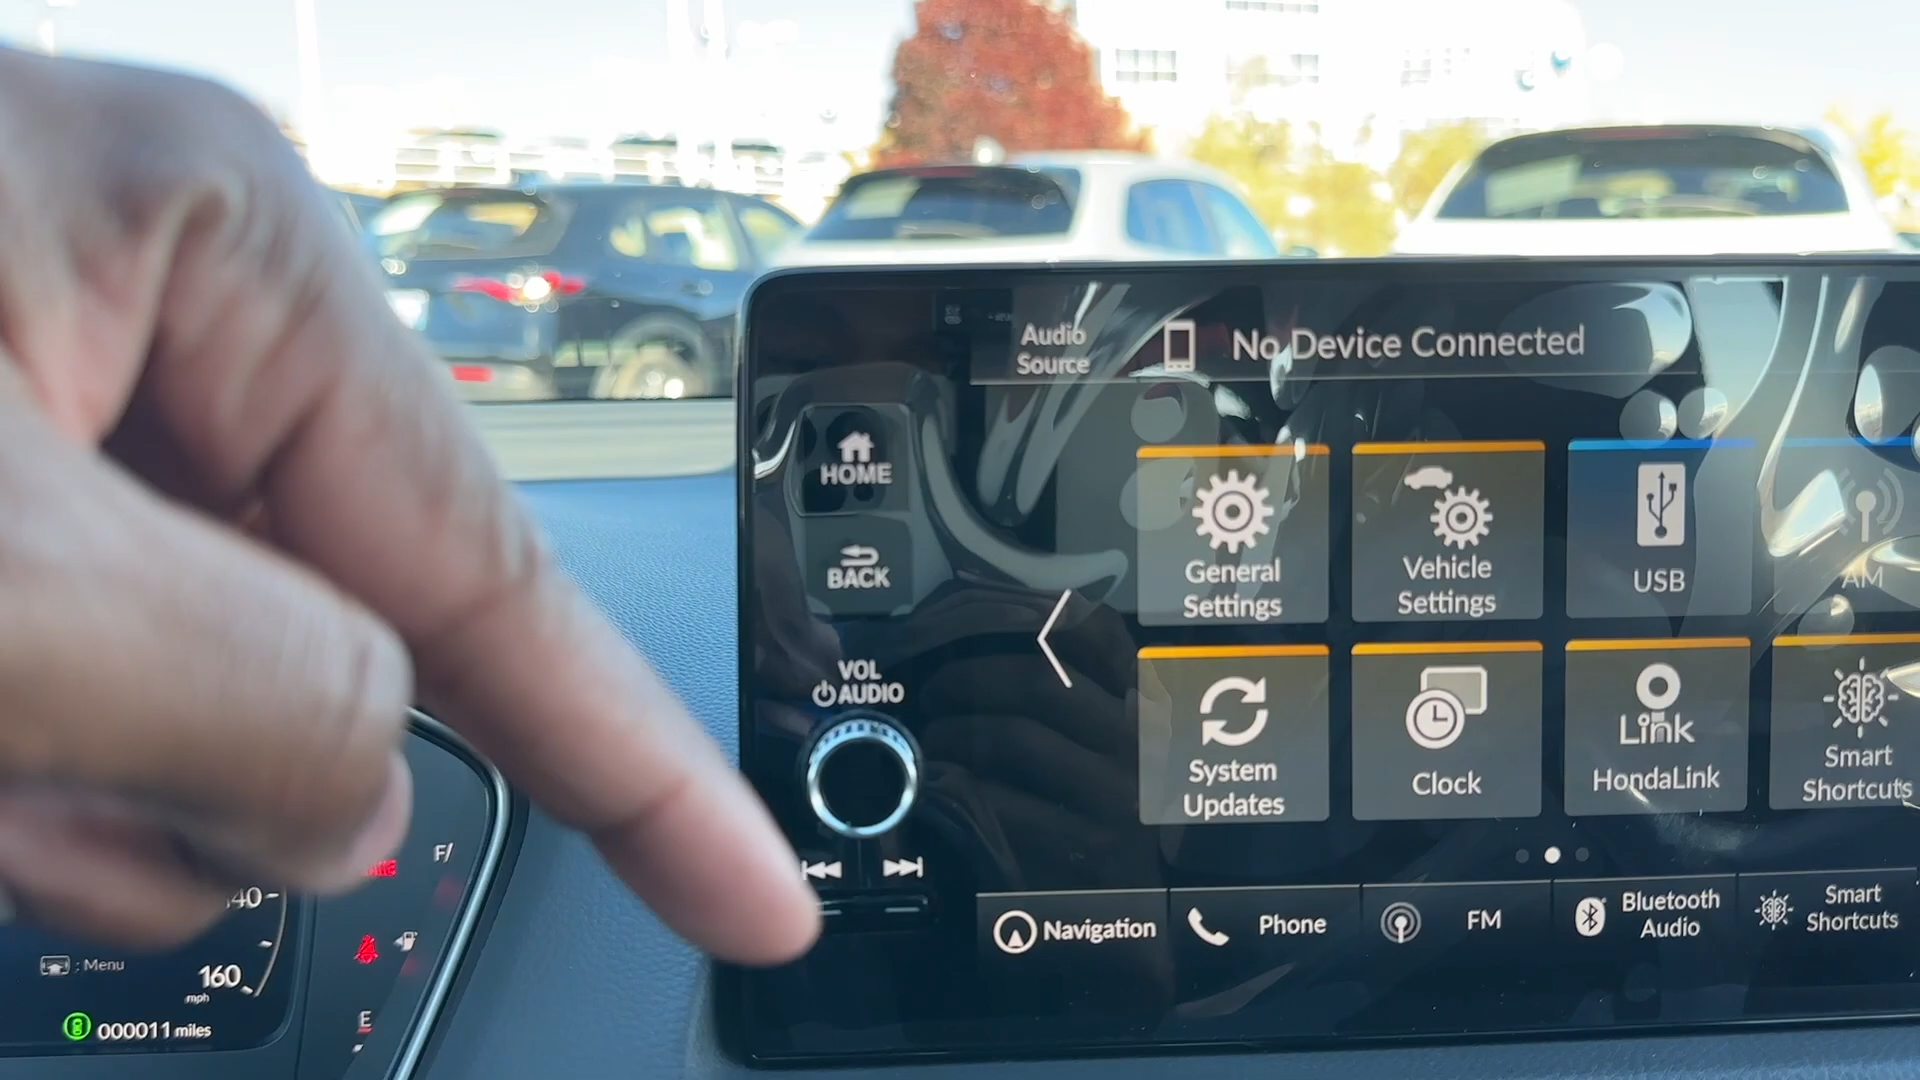 Audio
Source
No Device Connected
HOME
BACK
VOL
AUDIO
General
Settings
Vehicle
Settings
USB
AM
System
Updates
Clock
Link
HondaLink
Smart
Shortcuts
Navigation
Phone
FM
Bluetooth
Audio
Smart
Shortcuts
F/
: Menu
160
mph
000011 miles
E